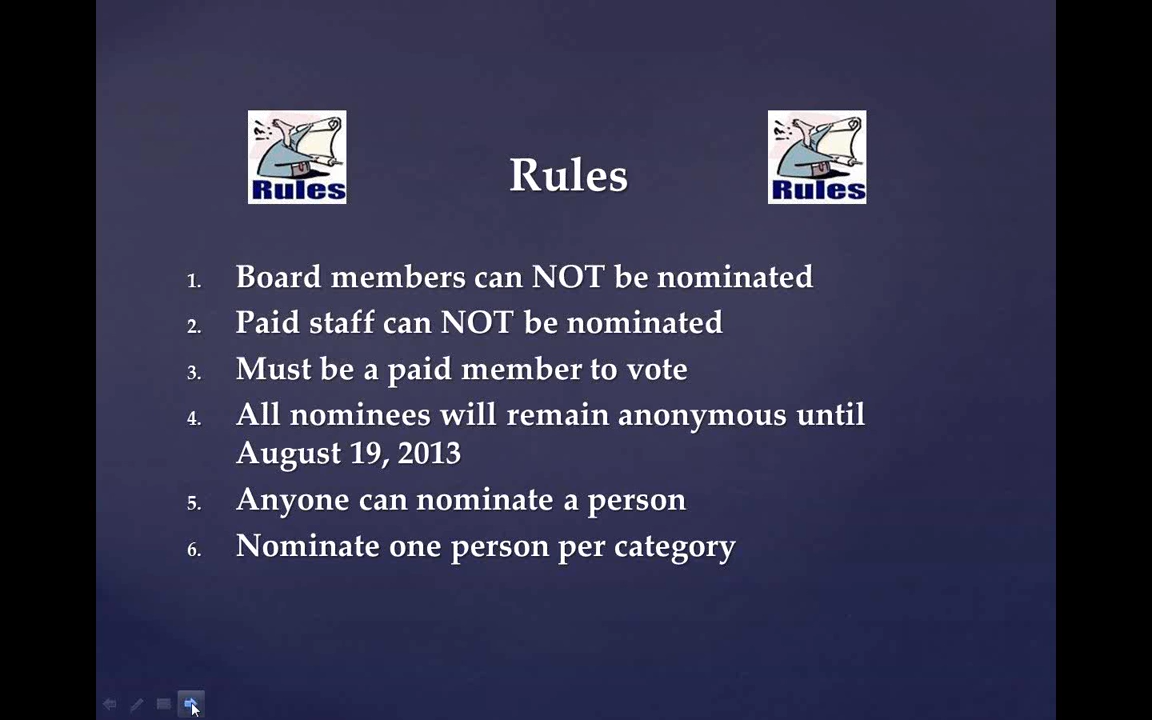 Rules
Rules
Rules
1. Board members can NOT be nominated
2. Paid staff can NOT be nominated
3. Must be a paid member to vote
4. All nominees will remain anonymous until
August 19, 2013
5. Anyone can nominate a person
6. Nominate one person per category